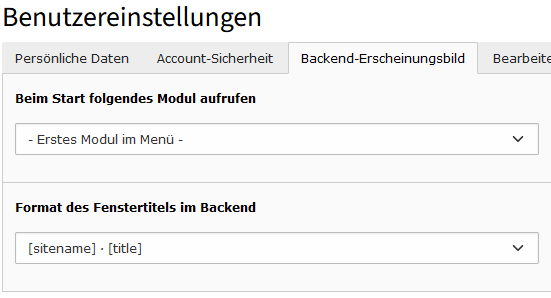 Benutzereinstellungen
Persönliche Daten Account-Sicherheit Backend-Erscheinungsbild Bearbeite
Beim Start folgendes Modul aufrufen
- Erstes Modul im Menü -
Format des Fenstertitels im Backend
[sitename] · [title]